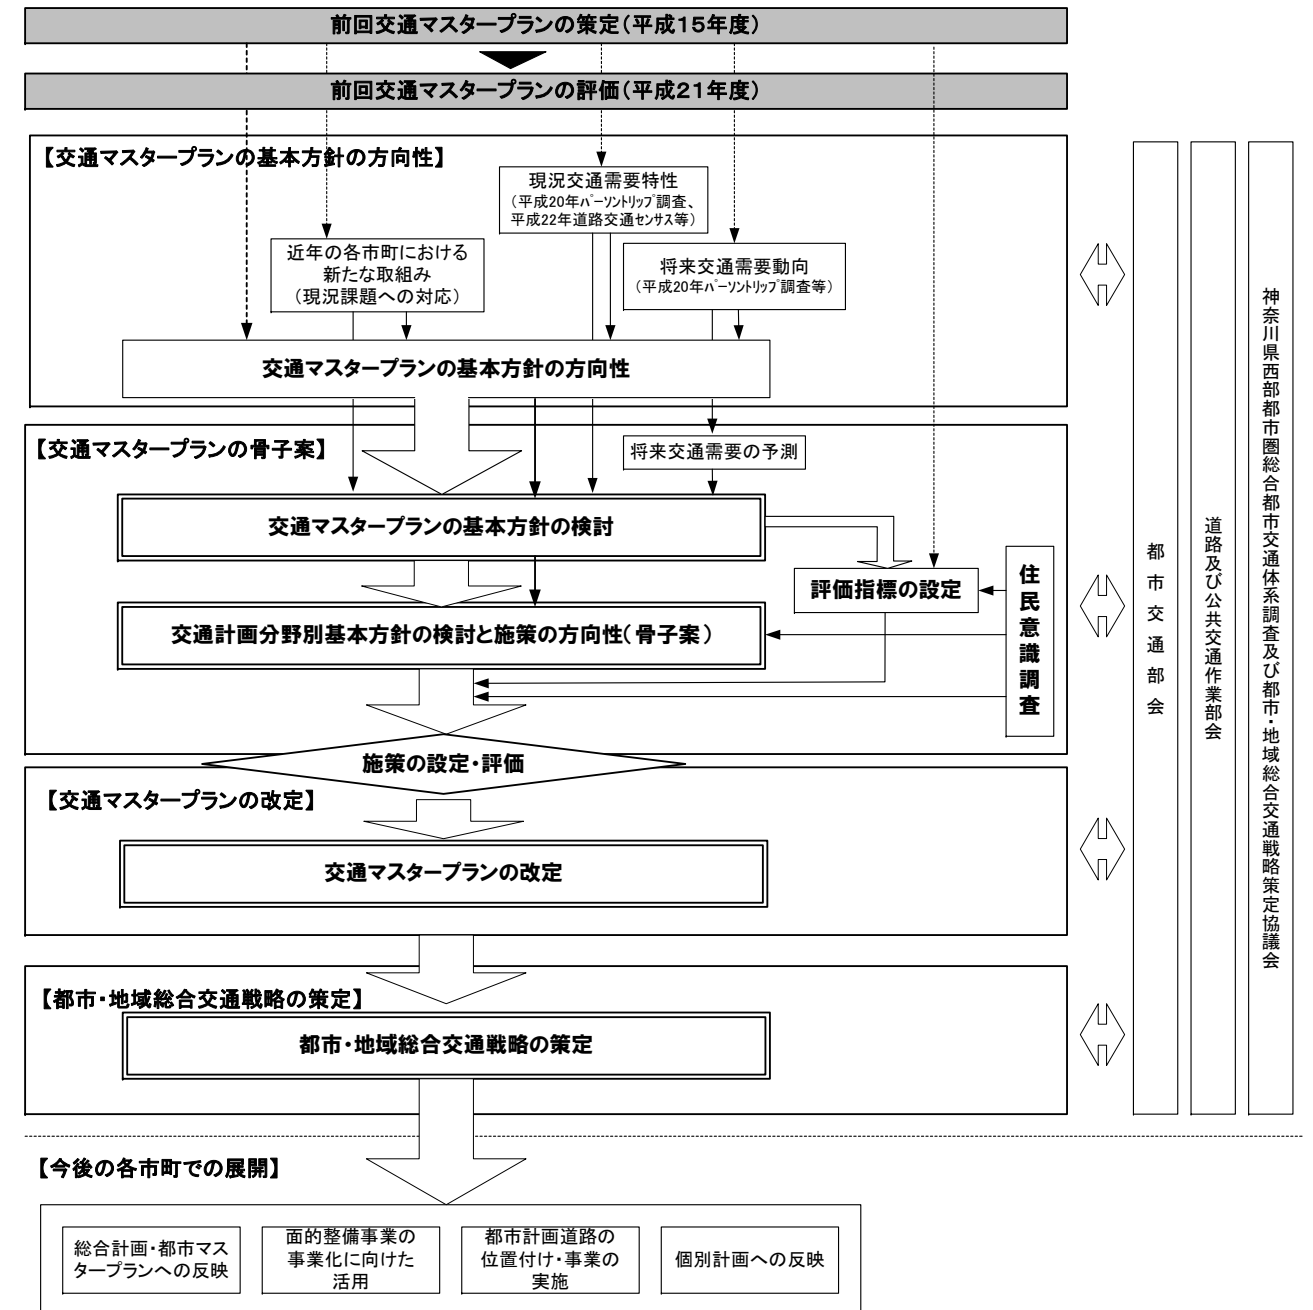 前回交通マスタープランの策定(平成15年度)
前回交通マスタープランの評価(平成21年度)
【交通マスタープランの基本方針の方向性】
現況交通需要特性
(平成20年パーソントリップ調査、
平成22年道路交通センサス等)
近年の各市町における
新たな取組み
(現況課題への対応)
将来交通需要動向
(平成20年パーソントリップ調査等)
交通マスタープランの基本方針の方向性
【交通マスタープランの骨子案】
将来交通需要の予測
交通マスタープランの基本方針の検討
評価指標の設定
住民意識調査
交通計画分野別基本方針の検討と施策の方向性(骨子案)
施策の設定・評価
【交通マスタープランの改定】
交通マスタープランの改定
【都市・地域総合交通戦略の策定】
都市・地域総合交通戦略の策定
都市交通部会
道路及び公共交通作業部会
神奈川県西部都市圏総合都市交通体系調査及び都市・地域総合交通戦略策定協議会
【今後の各市町での展開】
総合計画・都市マス
タープランへの反映
面的整備事業の
事業化に向けた
活用
都市計画道路の
位置付け・事業の
実施
個別計画への反映